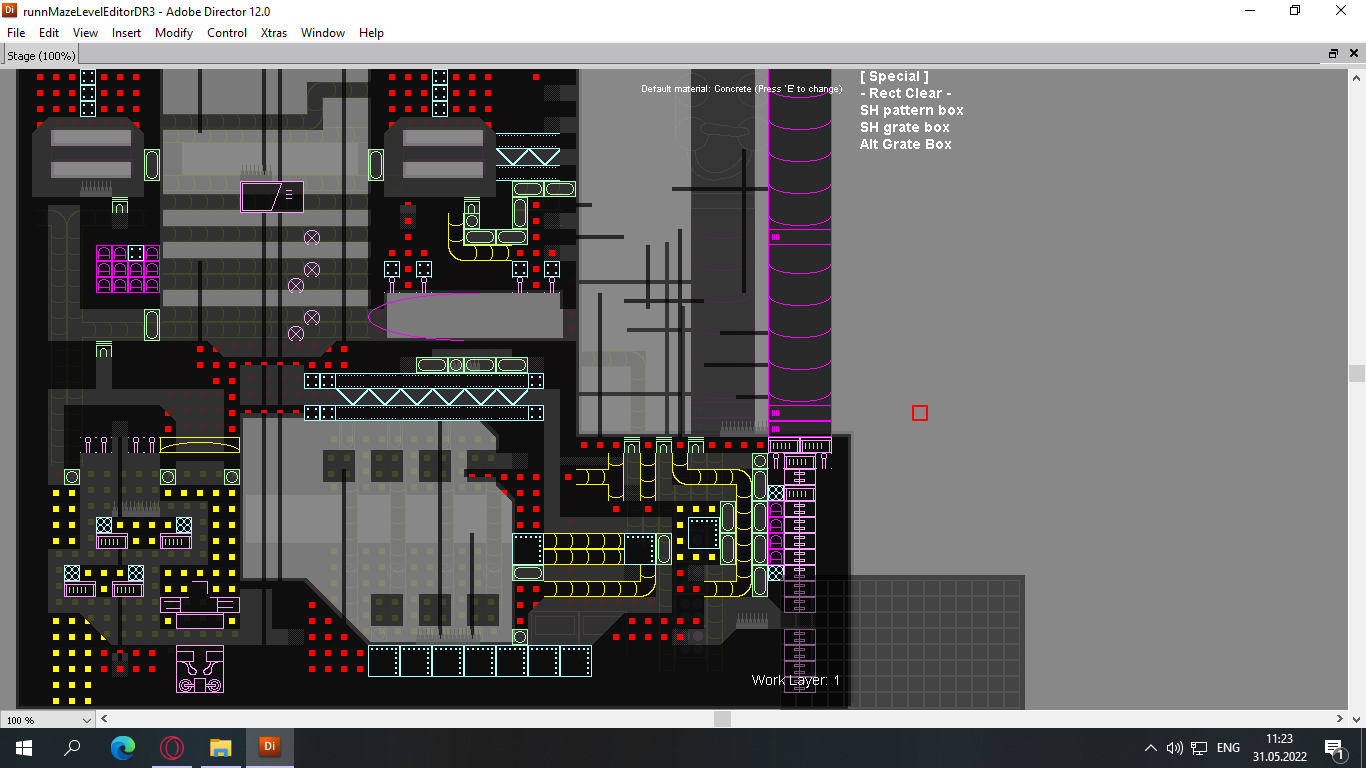 runnMazeLevelEditorDR3 - Adobe Director 12.0
File Edit View Insert Modify Control Xtras Window Help
Stage (100%)
[ Special ]
Default material: Concrete (Press 'E' to change)
- Rect Clear -
SH pattern box
SH grate box
Alt Grate Box
Work Layer: 1
100 %
Di
ENG
11:23
31.05.2022
1